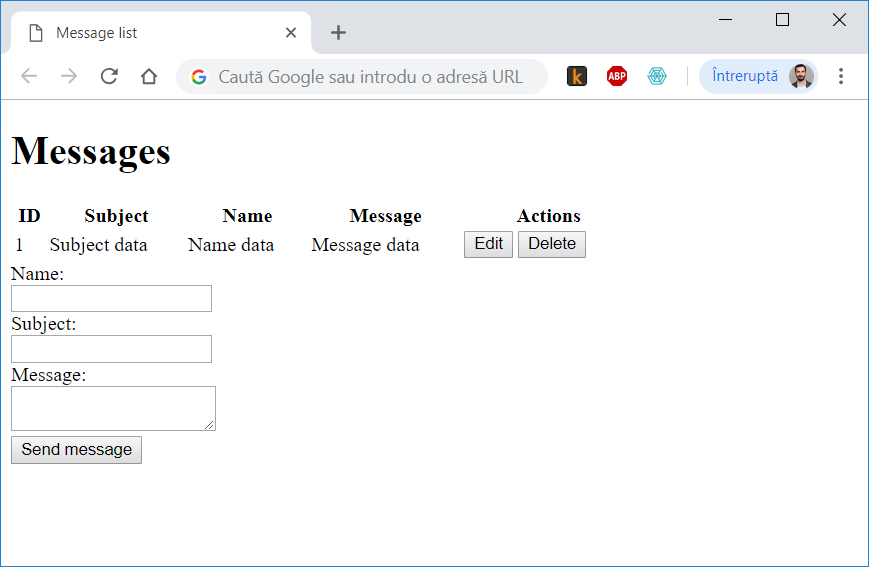 Message list
Caută Google sau introdu o adresă URL
k
ABP
Întreruptă
Messages
ID Subject Name Message Actions
1 Subject data Name data Message data Edit Delete
Name:
Subject:
Message:
Send message